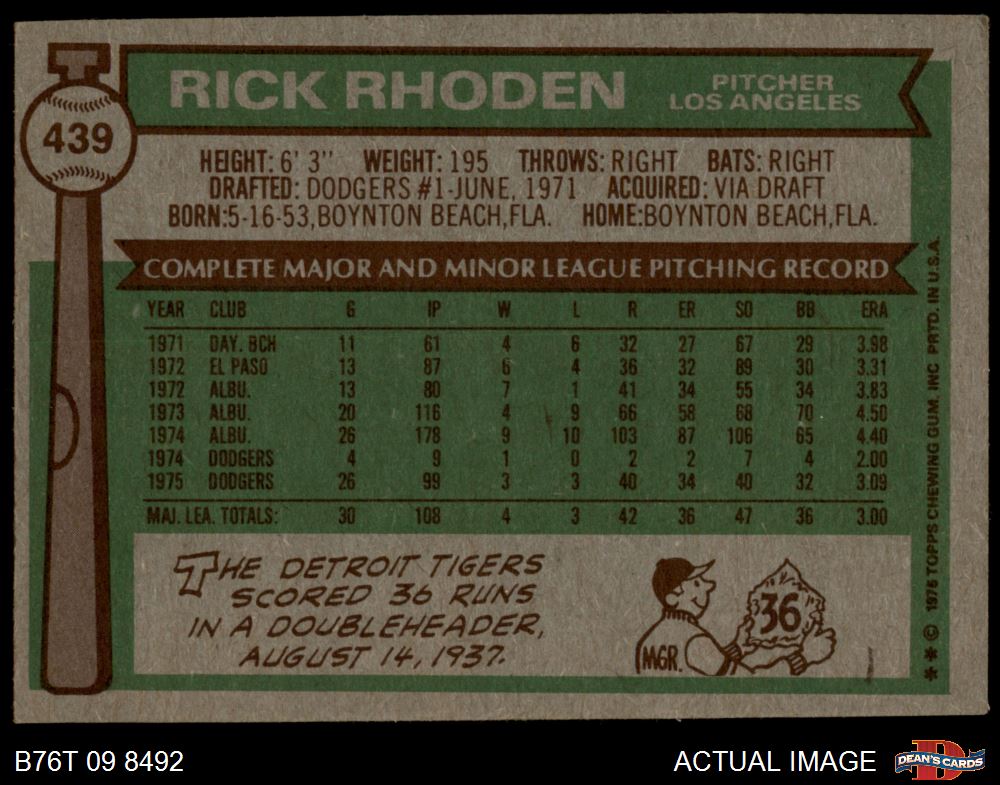 439
RICK RHODEN
PITCHER
LOS ANGELES
HEIGHT: 6' 3" WEIGHT: 195 THROWS: RIGHT BATS: RIGHT
DRAFTED: DODGERS #1-JUNE, 1971 ACQUIRED: VIA DRAFT
BORN:5-16-53,BOYNTON BEACH,FLA. HOME:BOYNTON BEACH,FLA.
COMPLETE MAJOR AND MINOR LEAGUE PITCHING RECORD
YEAR CLUB G IP W L R ER SO BB ERA
1971 DAY. BCH 11 61 4 6 32 27 67 29 3.98
1972 EL PASO 13 87 6 4 36 32 89 30 3.31
1972 ALBU. 13 80 7 1 41 34 55 34 3.83
1973 ALBU. 20 116 4 9 66 58 68 70 4.50
1974 ALBU. 26 178 9 10 103 87 106 65 4.40
1974 DODGERS 4 9 1 0 2 2 7 4 2.00
1975 DODGERS 26 99 3 3 40 34 40 32 3.09
MAJ. LEA. TOTALS: 30 108 4 3 42 36 47 36 3.00
THE DETROIT TIGERS
SCORED 36 RUNS
IN A DOUBLEHEADER,
AUGUST 14, 1937.
36
MGR.
** © 1975 TOPPS CHEWING GUM, INC PRTD. IN U.S.A.
B76T 09 8492
ACTUAL IMAGE
DEAN'S CARDS